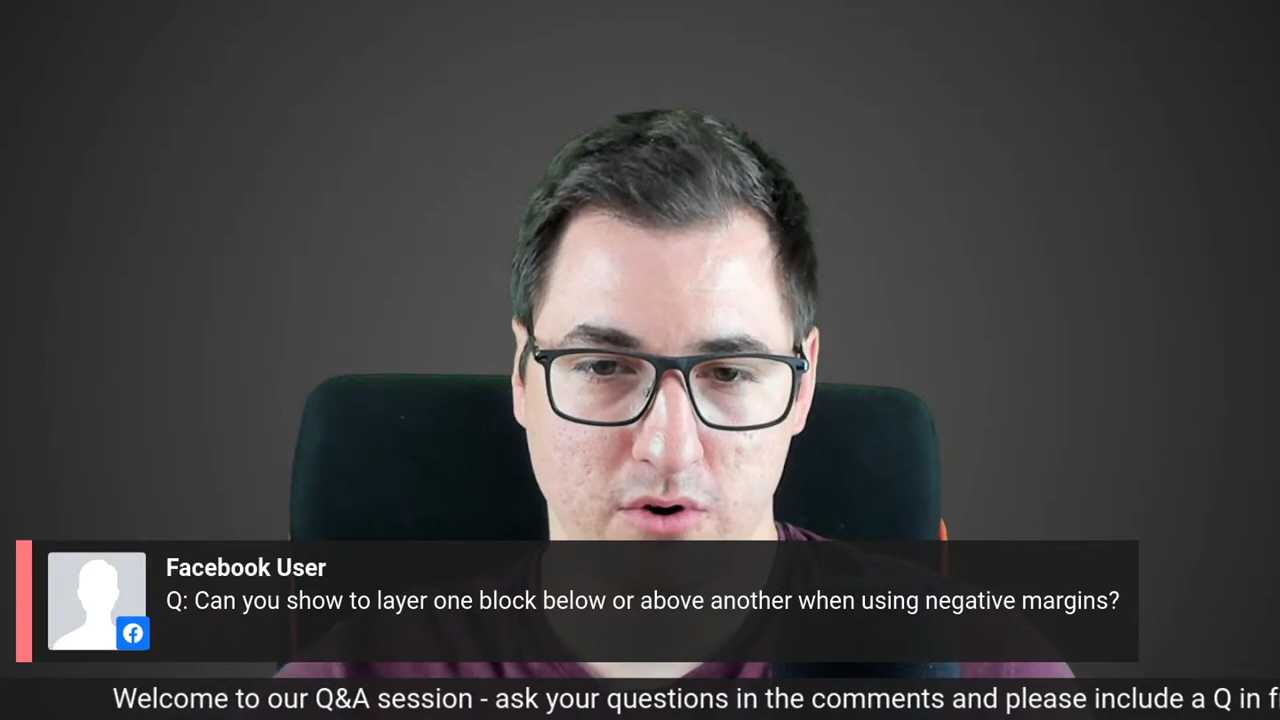 Facebook User
Q: Can you show to layer one block below or above another when using negative margins?
Welcome to our Q&A session - ask your questions in the comments and please include a Q in f